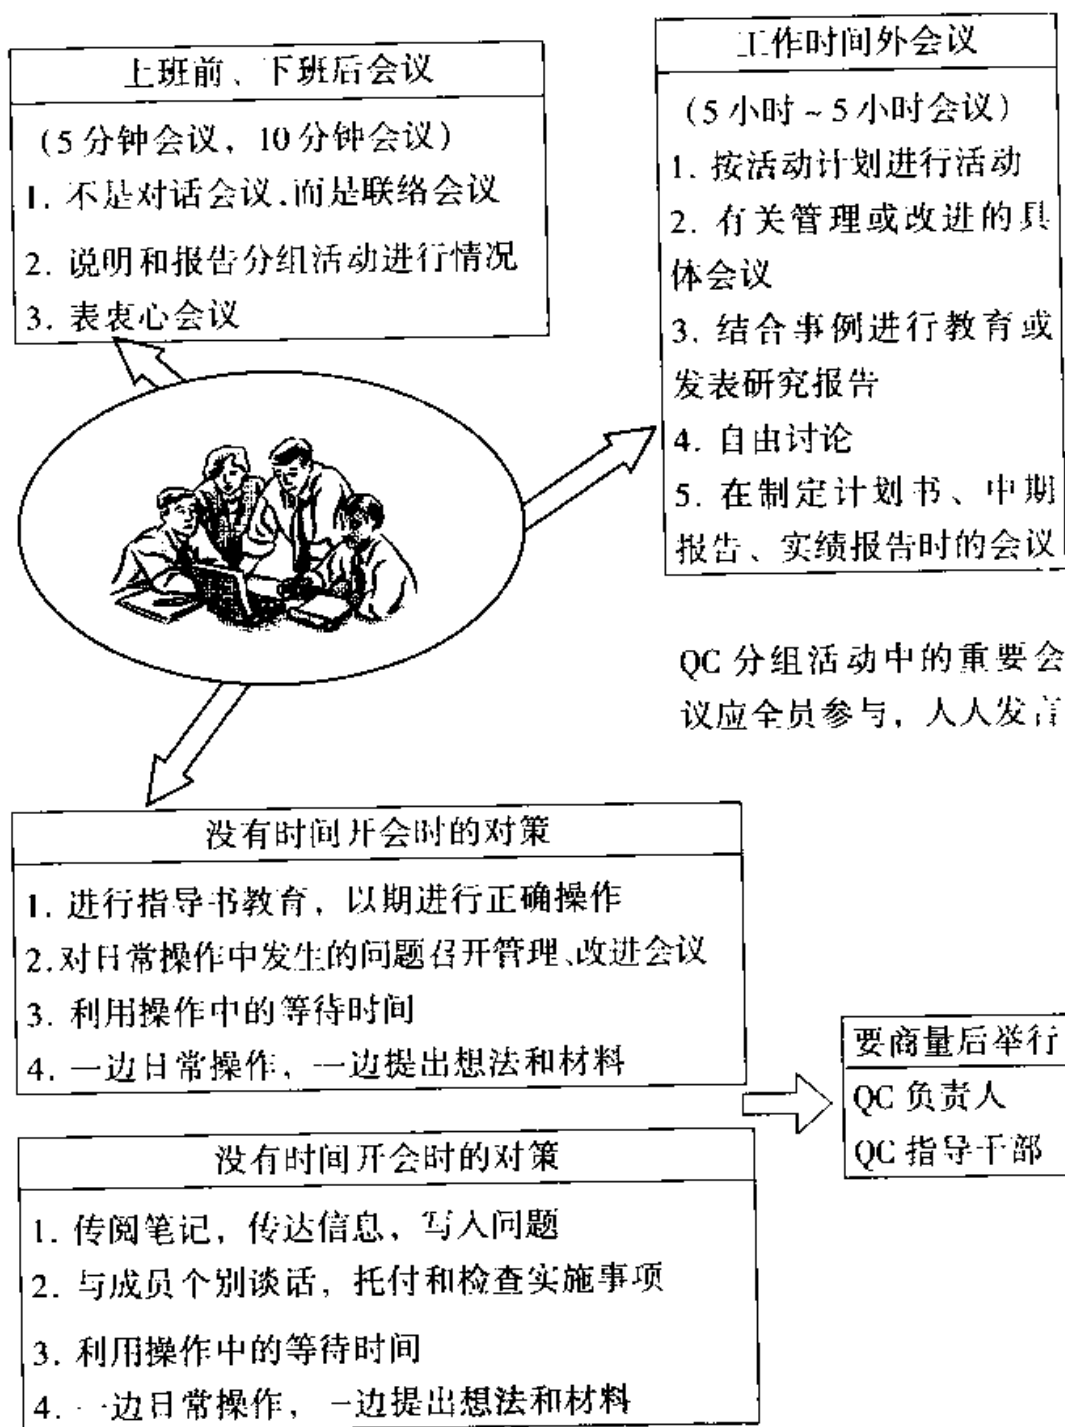 上班前、下班后会议
(5分钟会议，10分钟会议)
1. 不是对话会议,而是联络会议
2. 说明和报告分组活动进行情况
3. 表衷心会议
工作时间外会议
(5小时~5小时会议)
1. 按活动计划进行活动
2. 有关管理或改进的具
体会议
3. 结合事例进行教育或
发表研究报告
4. 自由讨论
5. 在制定计划书、中期
报告、实绩报告时的会议
QC 分组活动中的重要会
议应全员参与，人人发言
没有时间开会时的对策
1. 进行指导书教育，以期进行正确操作
2.对日常操作中发生的问题召开管理、改进会议
3. 利用操作中的等待时间
4. 一边日常操作，一边提出想法和材料
要商量后举行
QC 负责人
QC 指导干部
没有时间开会时的对策
1. 传阅笔记，传达信息，写入问题
2. 与成员个别谈话，托付和检查实施事项
3. 利用操作中的等待时间
4. 一边日常操作，一边提出想法和材料